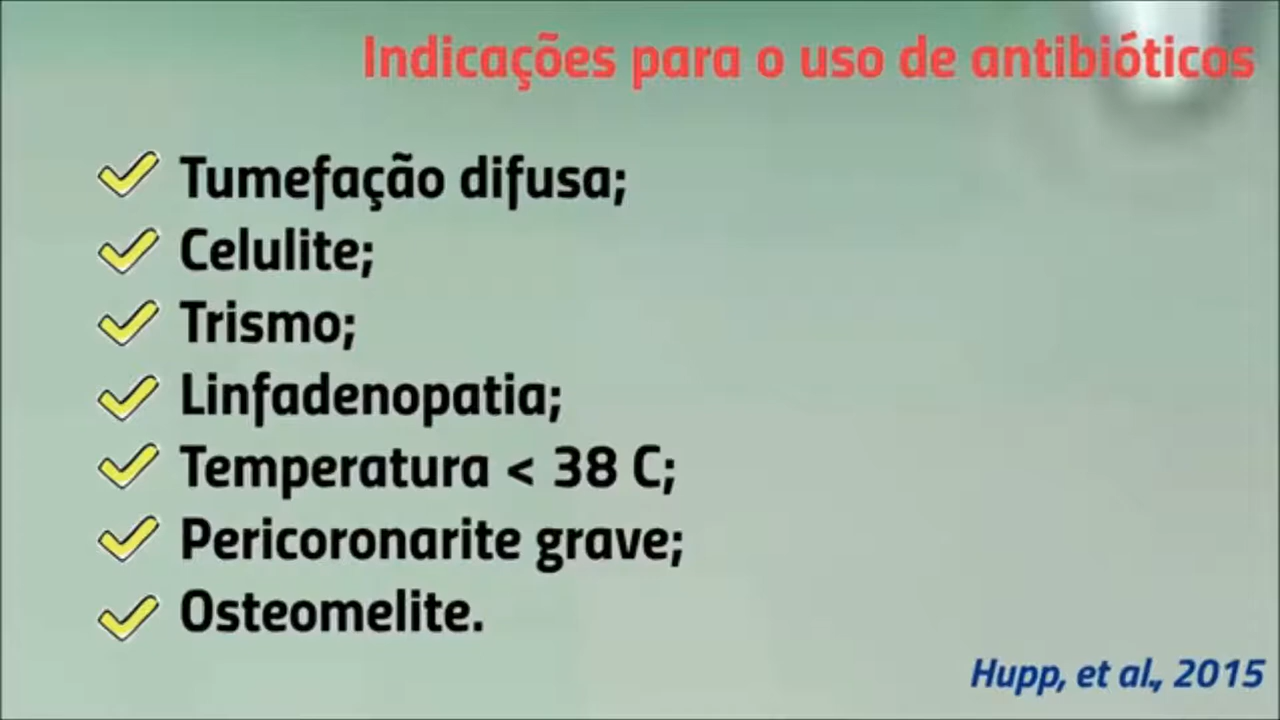 Indicações para o uso de antibióticos
Tumefação difusa;
Celulite;
Trismo;
Linfadenopatia;
Temperatura < 38 C;
Pericoronarite grave;
Osteomelite.
Hupp, et al., 2015